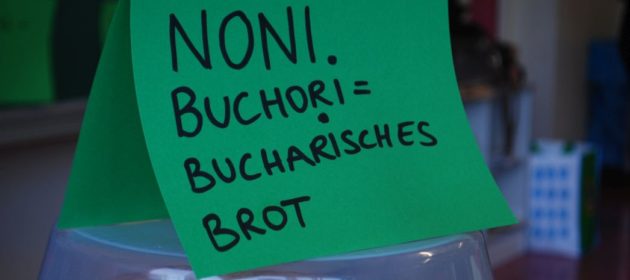 NONI.
BUCHORI =
BUCHARISCHES
BROT